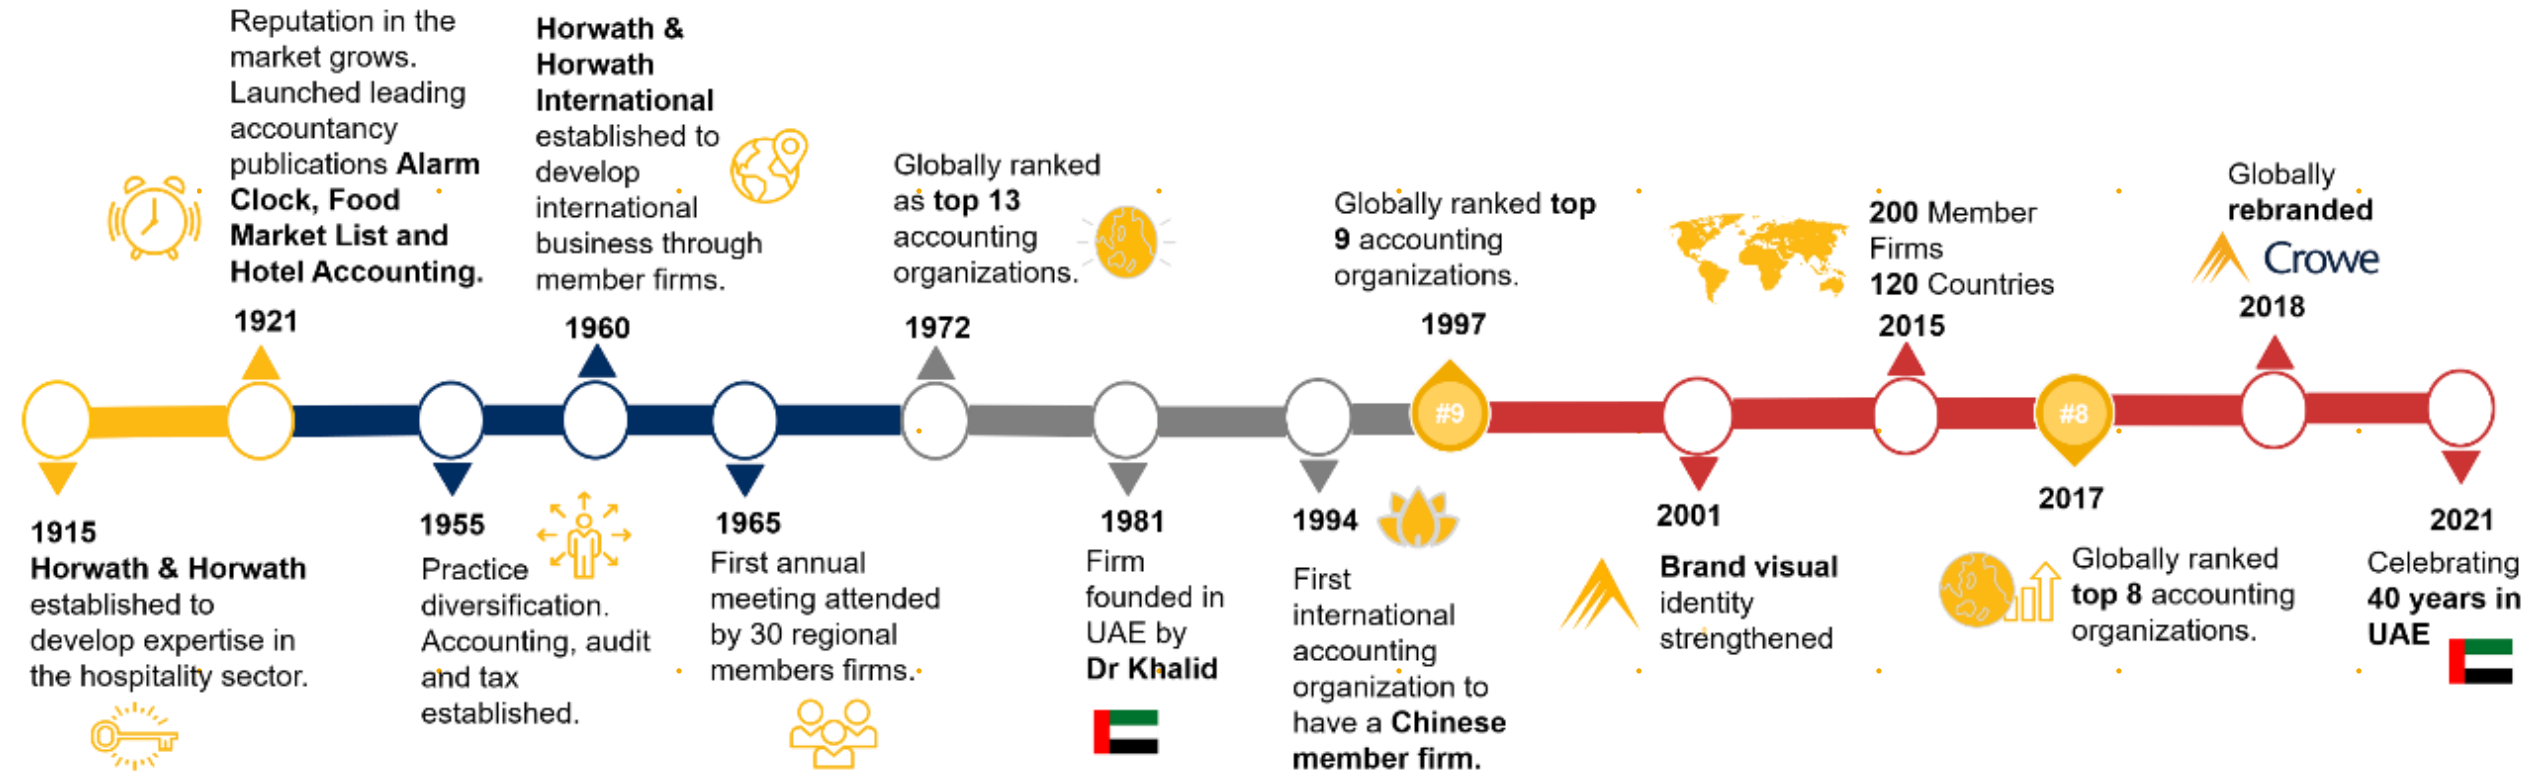 Reputation in the
market grows.
Launched leading
accountancy
publications Alarm
Clock, Food
Market List and
Hotel Accounting.
1921
Horwath &
Horwath
International
established to
develop
international
business through
member firms.
1960
Globally ranked
as top 13
accounting
organizations.
1972
Globally ranked top
9 accounting
organizations.
1997
200 Member
Firms
120 Countries
2015
Globally
rebranded
Crowe
2018
#9
#8
1915
Horwath & Horwath
established to
develop expertise in
the hospitality sector.
1955
Practice
diversification.
Accounting, audit
and tax
established.
1965
First annual
meeting attended
by 30 regional
members firms.
1981
Firm
founded in
UAE by
Dr Khalid
1994
First
international
accounting
organization to
have a Chinese
member firm.
2001
Brand visual
identity
strengthened
2017
Globally ranked
top 8 accounting
organizations.
2021
Celebrating
40 years in
UAE